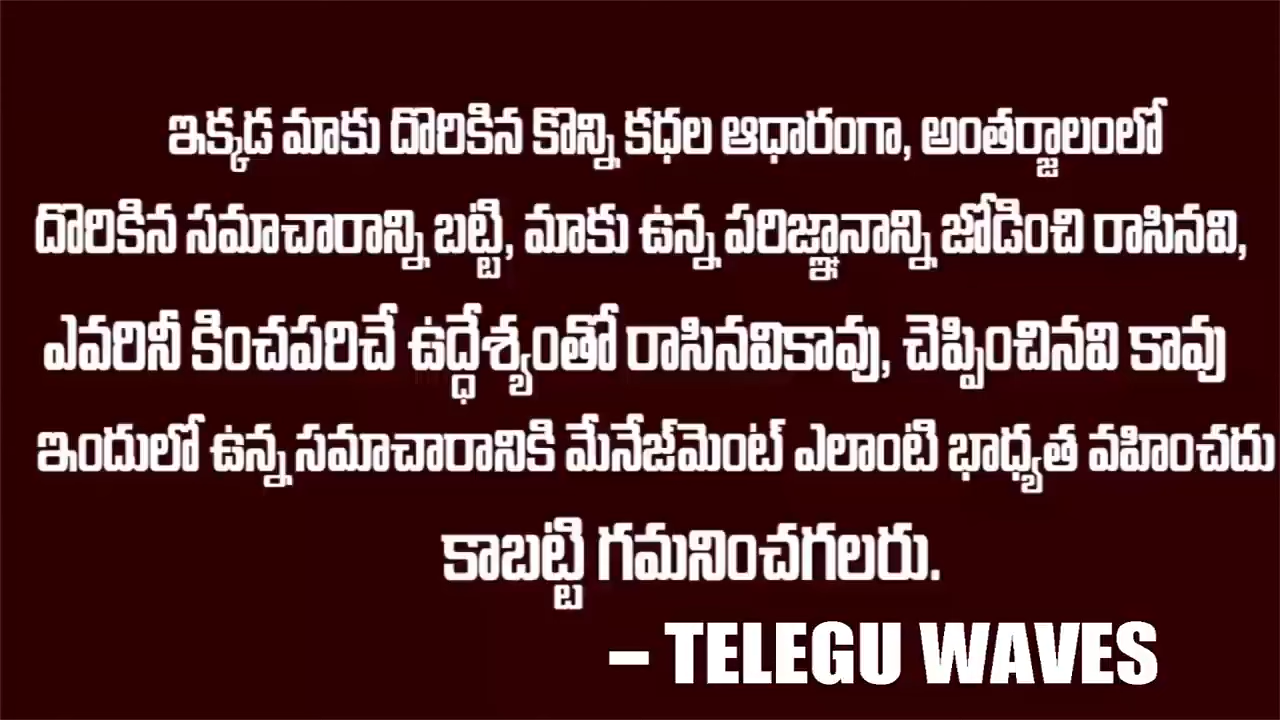 ఇక్కడ మాకు దొరికిన కొన్ని కధల ఆధారంగా, అంతర్జాలంలో
దొరికిన సమాచారాన్ని బట్టి, మాకు ఉన్న పరిజ్ఞానాన్ని జోడించి రాసినవి,
ఎవరినీ కించపరిచే ఉద్ధేశ్యంతో రాసినవికావు, చెప్పించినవి కావు
ఇందులో ఉన్న సమాచారానికి మేనేజ్‌మెంట్ ఎలాంటి భాధ్యత వహించదు
కాబట్టి గమనించగలరు.
– TELEGU WAVES